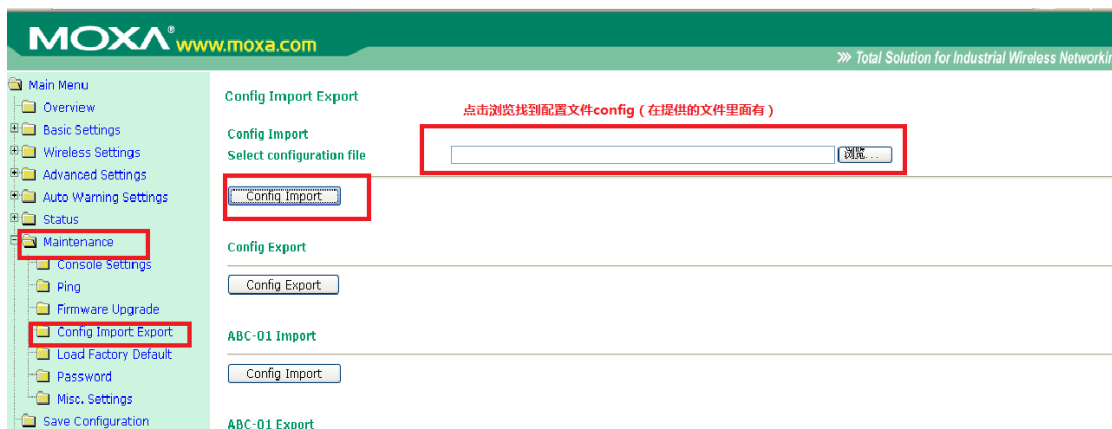 MOXA® www.moxa.com
Total Solution for Industrial Wireless Networkin
Main Menu
Overview
Basic Settings
Wireless Settings
Advanced Settings
Auto Warning Settings
Status
Maintenance
Console Settings
Ping
Firmware Upgrade
Config Import Export
Load Factory Default
Password
Misc. Settings
Save Configuration
Config Import Export
点击浏览找到配置文件config（在提供的文件里面有）
Config Import
Select configuration file
浏览...
Config Import
Config Export
Config Export
ABC-01 Import
Config Import
ABC-01 Export